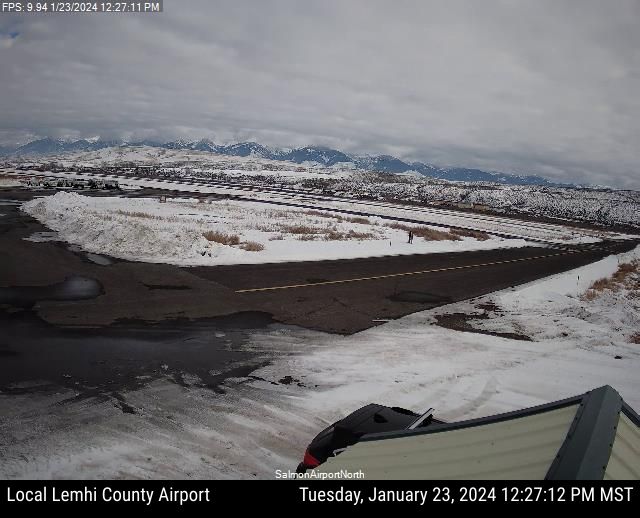 FPS: 9.94 1/23/2024 12:27:11 PM
SalmonAirportNorth
Local Lemhi County Airport Tuesday, January 23, 2024 12:27:12 PM MST